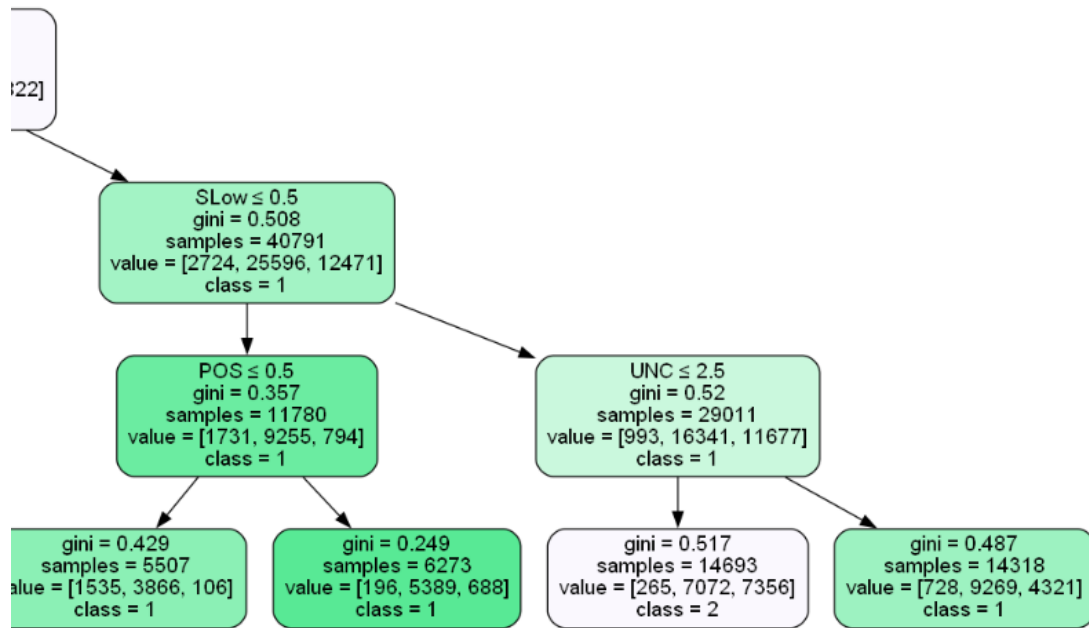 322]
SLow ≤ 0.5
gini = 0.508
samples = 40791
value = [2724, 25596, 12471]
class = 1
POS ≤ 0.5
gini = 0.357
samples = 11780
value = [1731, 9255, 794]
class = 1
UNC ≤ 2.5
gini = 0.52
samples = 29011
value = [993, 16341, 11677]
class = 1
gini = 0.429
samples = 5507
value = [1535, 3866, 106]
class = 1
gini = 0.249
samples = 6273
value = [196, 5389, 688]
class = 1
gini = 0.517
samples = 14693
value = [265, 7072, 7356]
class = 2
gini = 0.487
samples = 14318
value = [728, 9269, 4321]
class = 1